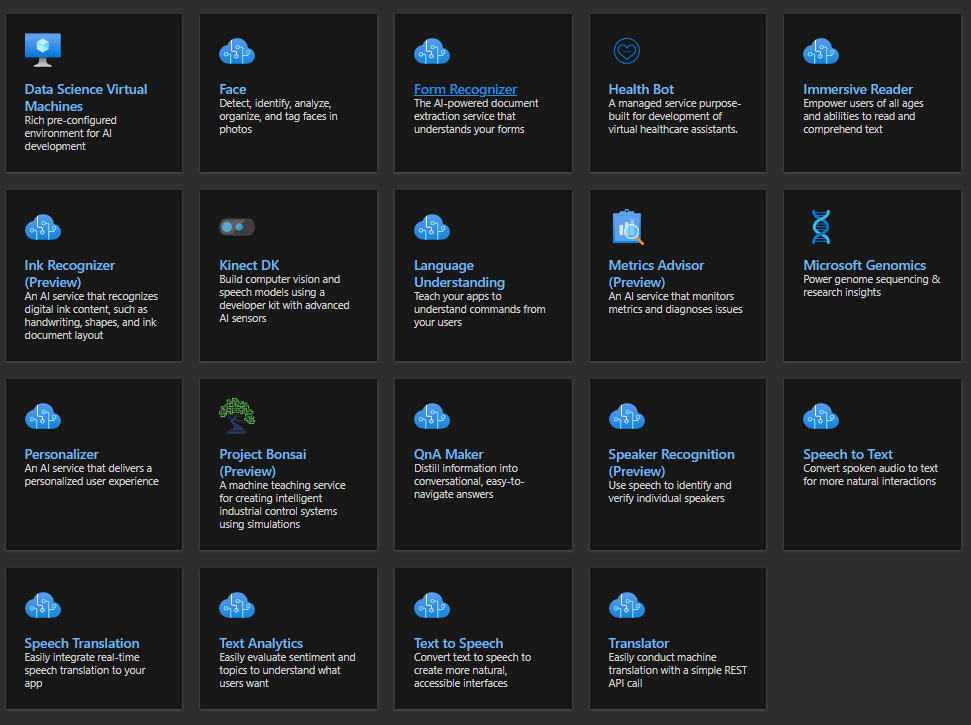 Data Science Virtual
Machines
Rich pre-configured
environment for AI
development
Face
Detect, identify, analyze,
organize, and tag faces in
photos
Form Recognizer
The AI-powered document
extraction service that
understands your forms
Health Bot
A managed service purpose-
built for development of
virtual healthcare assistants.
Immersive Reader
Empower users of all ages
and abilities to read and
comprehend text
Ink Recognizer
(Preview)
An AI service that recognizes
digital ink content, such as
handwriting, shapes, and ink
document layout
Kinect DK
Build computer vision and
speech models using a
developer kit with advanced
AI sensors
Language
Understanding
Teach your apps to
understand commands from
your users
Metrics Advisor
(Preview)
An AI service that monitors
metrics and diagnoses issues
Microsoft Genomics
Power genome sequencing &
research insights
Personalizer
An AI service that delivers a
personalized user experience
Project Bonsai
(Preview)
A machine teaching service
for creating intelligent
industrial control systems
using simulations
QnA Maker
Distill information into
conversational, easy-to-
navigate answers
Speaker Recognition
(Preview)
Use speech to identify and
verify individual speakers
Speech to Text
Convert spoken audio to text
for more natural interactions
Speech Translation
Easily integrate real-time
speech translation to your
app
Text Analytics
Easily evaluate sentiment and
topics to understand what
users want
Text to Speech
Convert text to speech to
create more natural,
accessible interfaces
Translator
Easily conduct machine
translation with a simple REST
API call